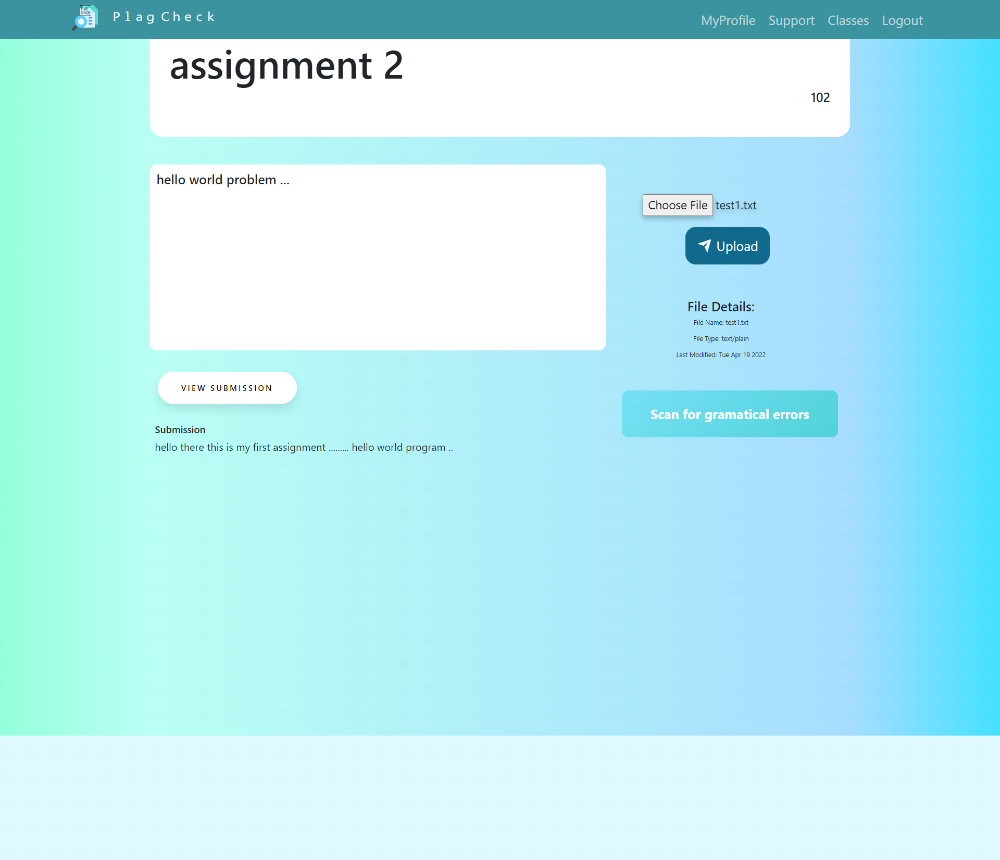 PLAG
CHECK
Plag Check
MyProfile Support Classes Logout
assignment 2
102
hello world problem ...
Choose File test1.txt
Upload
File Details:
File Name: test1.txt
File Type: text/plain
Last Modified: Tue Apr 19 2022
VIEW SUBMISSION
Scan for gramatical errors
Submission
hello there this is my first assignment ......... hello world program ..